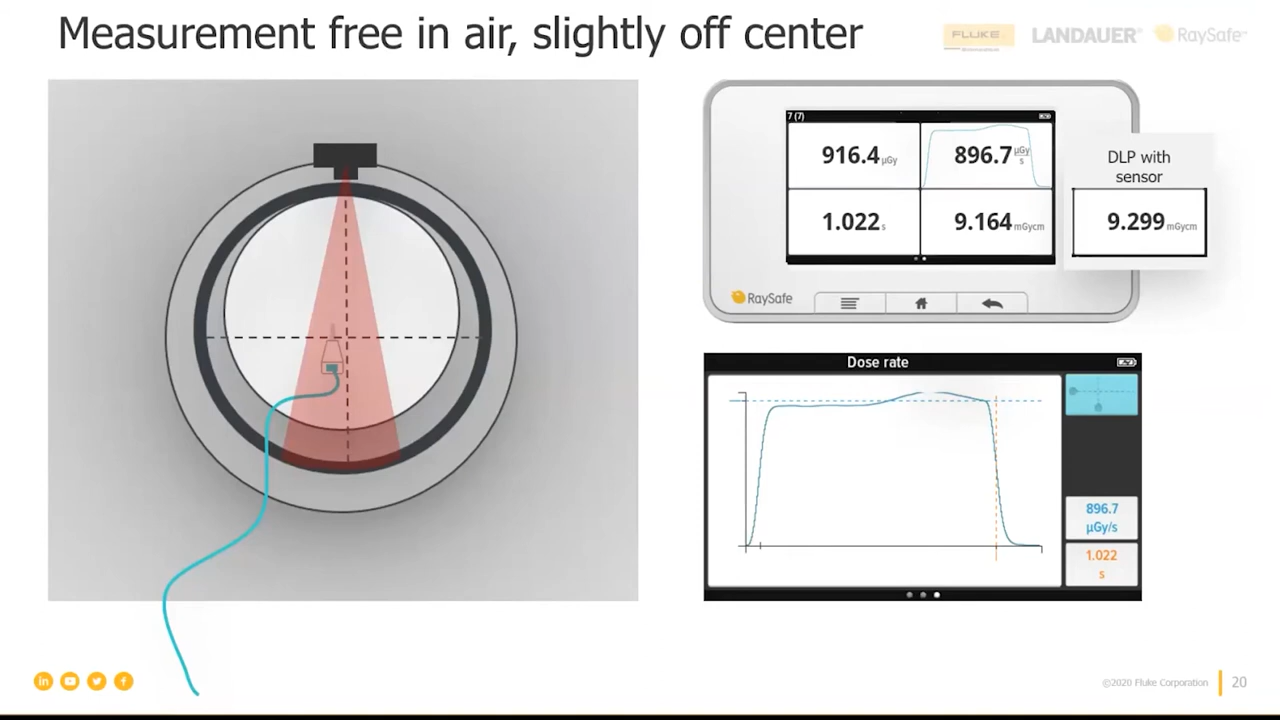 Measurement free in air, slightly off center
FLUKE
LANDAUER®
RaySafe™
7 (7)
916.4 µGy
896.7 µGy/s
1.022 s
9.164 mGycm
DLP with
sensor
9.299 mGycm
RaySafe
Dose rate
896.7
µGy/s
1.022
s
in
f
©2020 Fluke Corporation
20